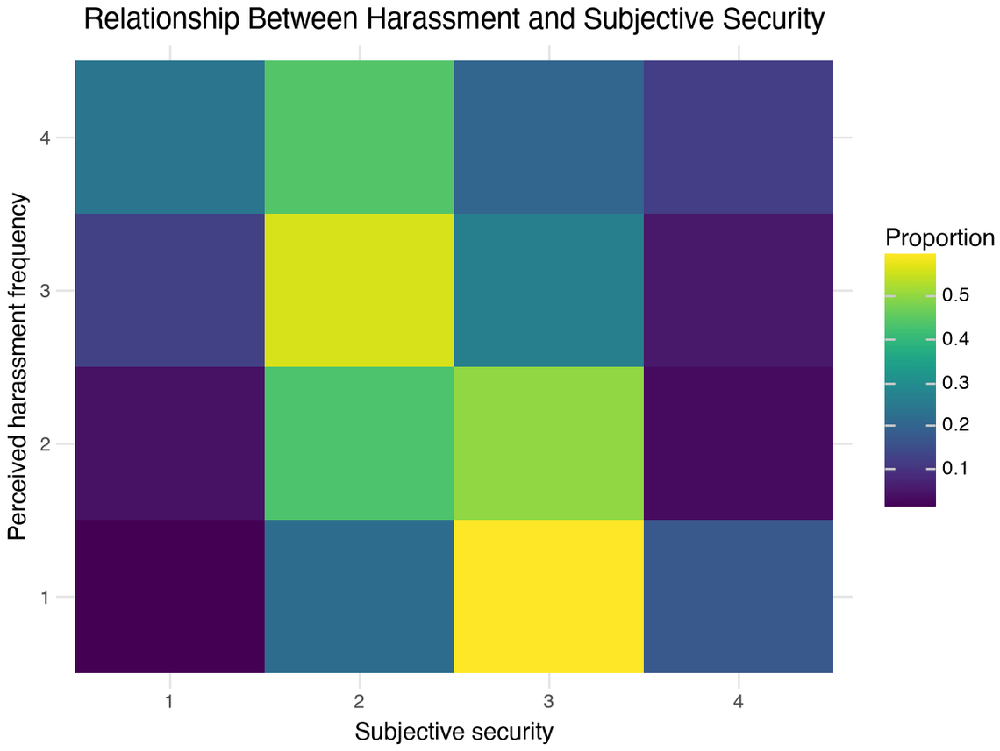 Relationship Between Harassment and Subjective Security
Perceived harassment frequency
4
3
2
1
1 2 3 4
Subjective security
Proportion
0.5
0.4
0.3
0.2
0.1